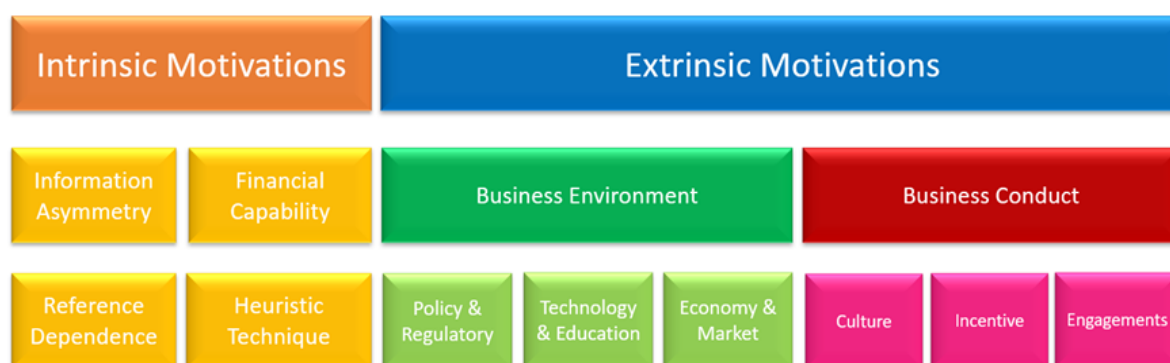 Intrinsic Motivations
Extrinsic Motivations
Information
Asymmetry
Financial
Capability
Business Environment
Business Conduct
Reference
Dependence
Heuristic
Technique
Policy &
Regulatory
Technology
& Education
Economy &
Market
Culture
Incentive
Engagements